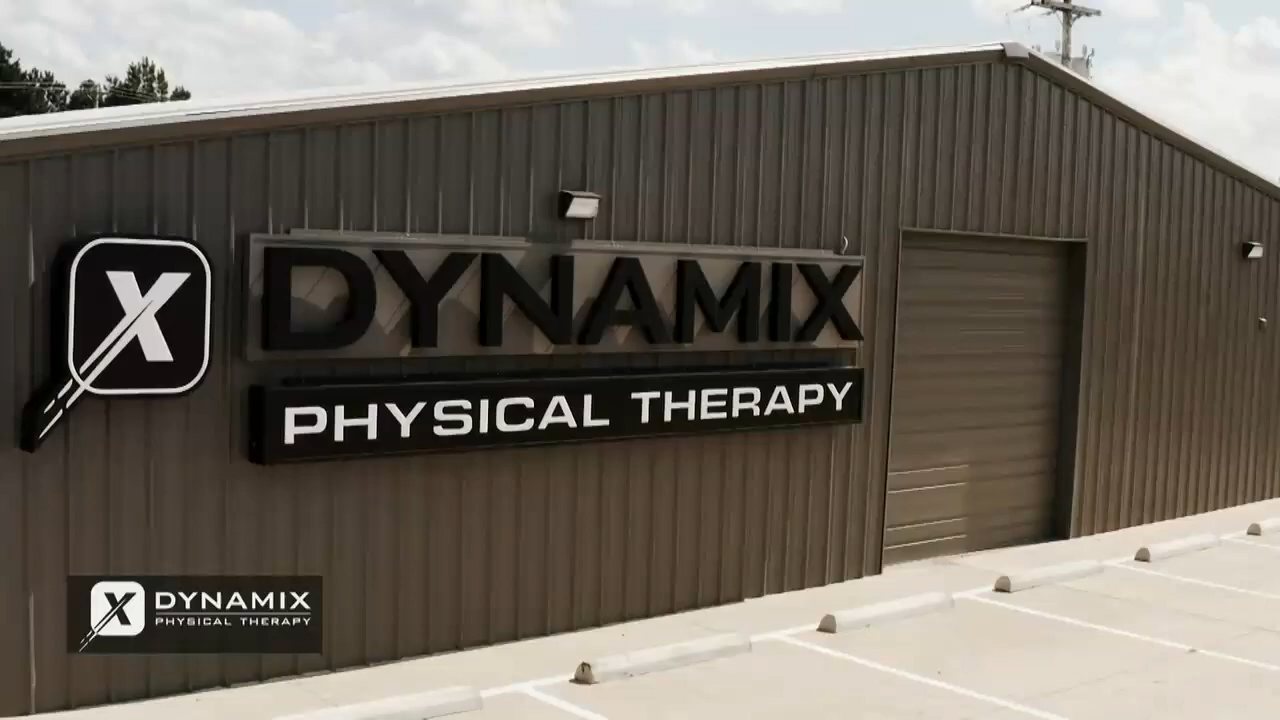 X
DYNAMIX
PHYSICAL THERAPY
X
DYNAMIX
PHYSICAL THERAPY